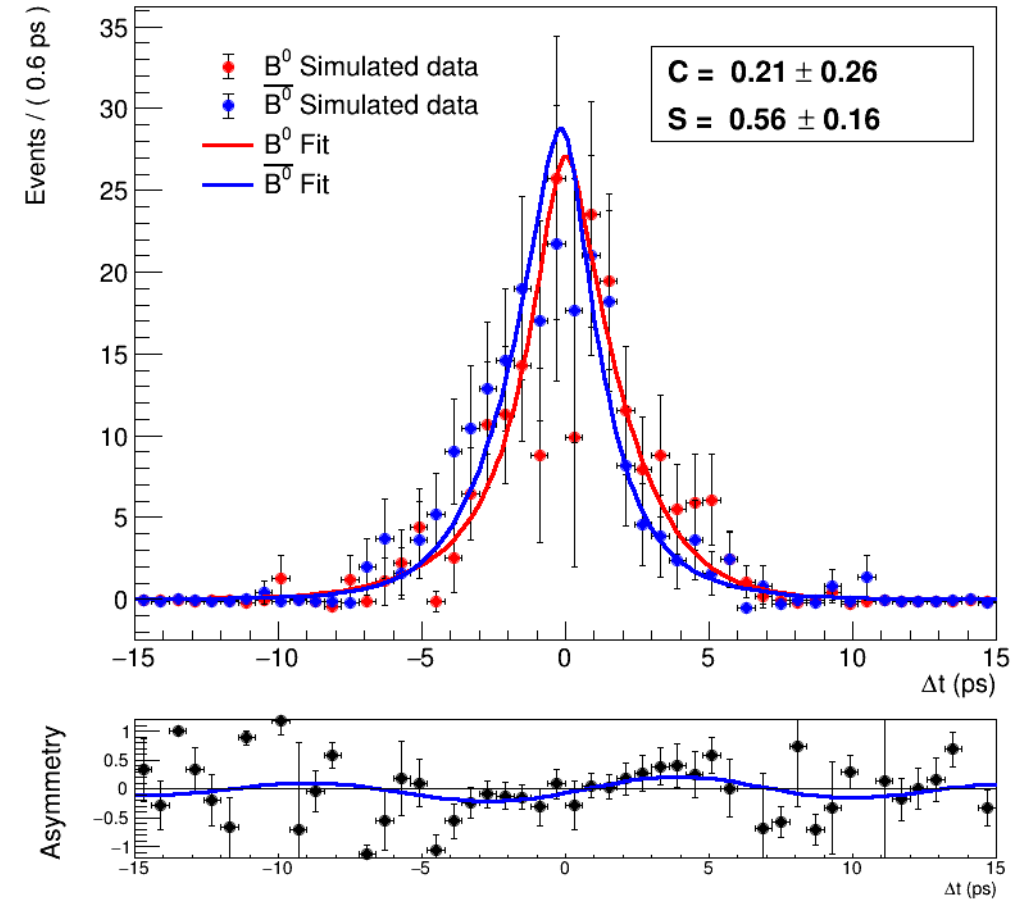 Events / ( 0.6 ps )
35
30
25
20
15
10
5
0
B⁰ Simulated data
B̅⁰ Simulated data
B⁰ Fit
B̅⁰ Fit
C = 0.21 ± 0.26
S = 0.56 ± 0.16
−15 −10 −5 0 5 10 15
Δt (ps)
Asymmetry
1
0.5
0
−0.5
−1
−15 −10 −5 0 5 10 15
Δt (ps)